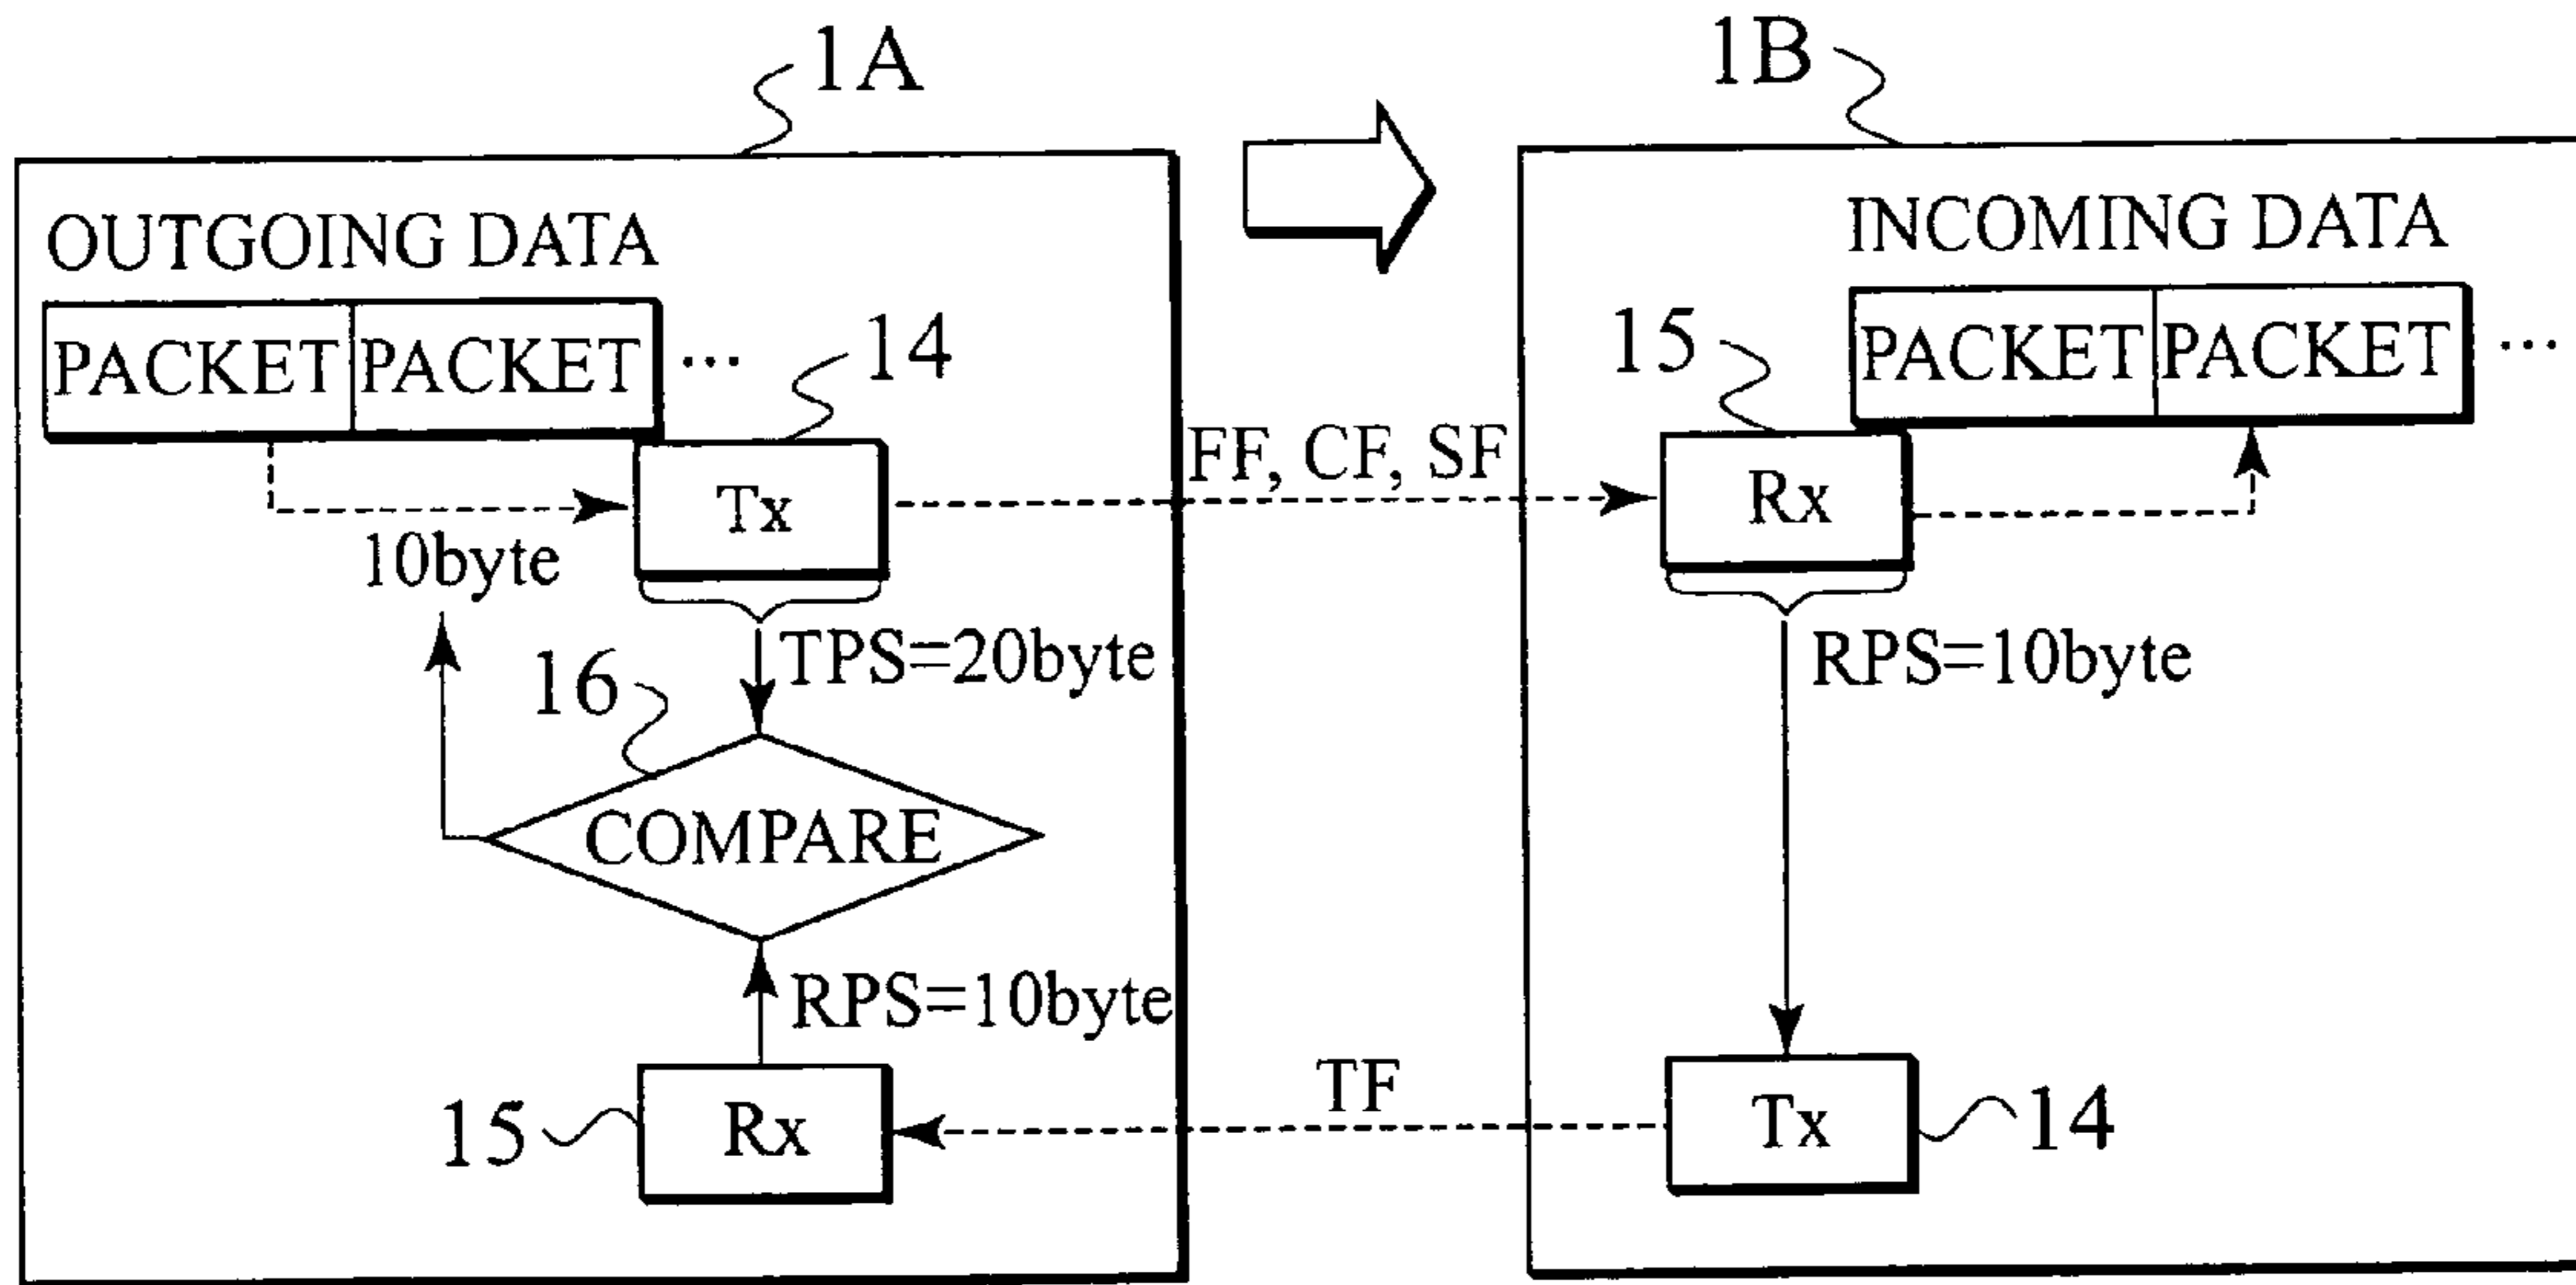 1A
1B
OUTGOING DATA
INCOMING DATA
PACKET PACKET ...
14
15
PACKET PACKET ...
Tx
FF, CF, SF
Rx
10byte
TPS=20byte
RPS=10byte
16
COMPARE
RPS=10byte
15
Rx
TF
Tx
14